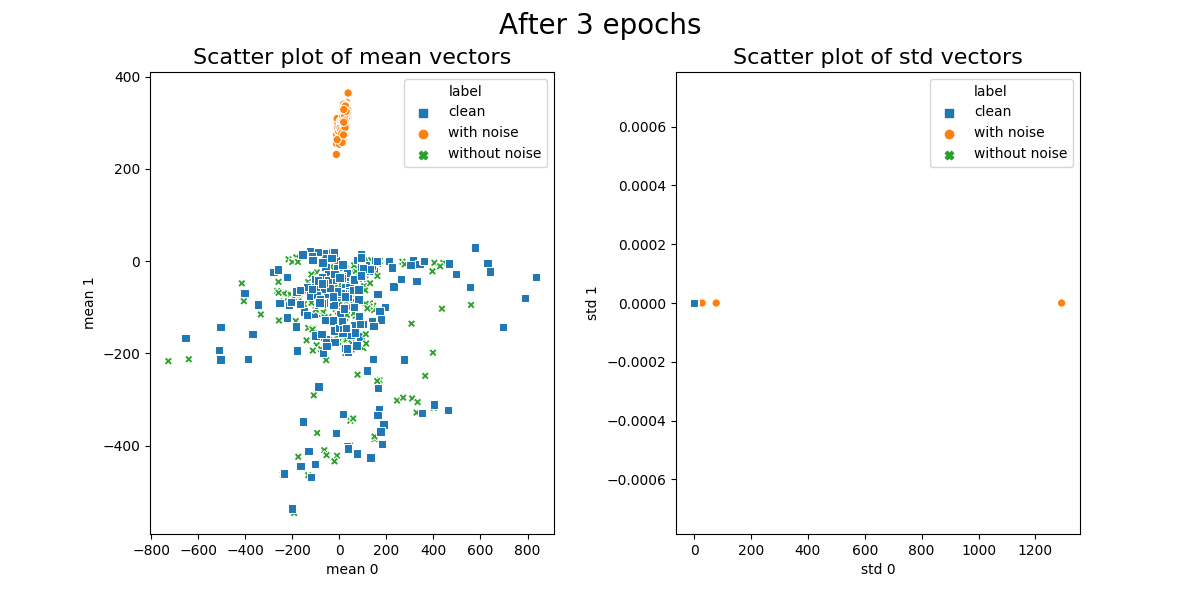 After 3 epochs
Scatter plot of mean vectors
400
200
0
−200
−400
mean 1
−800 −600 −400 −200 0 200 400 600 800
mean 0
label
clean
with noise
without noise
Scatter plot of std vectors
0.0006
0.0004
0.0002
0.0000
−0.0002
−0.0004
−0.0006
std 1
0 200 400 600 800 1000 1200
std 0
label
clean
with noise
without noise